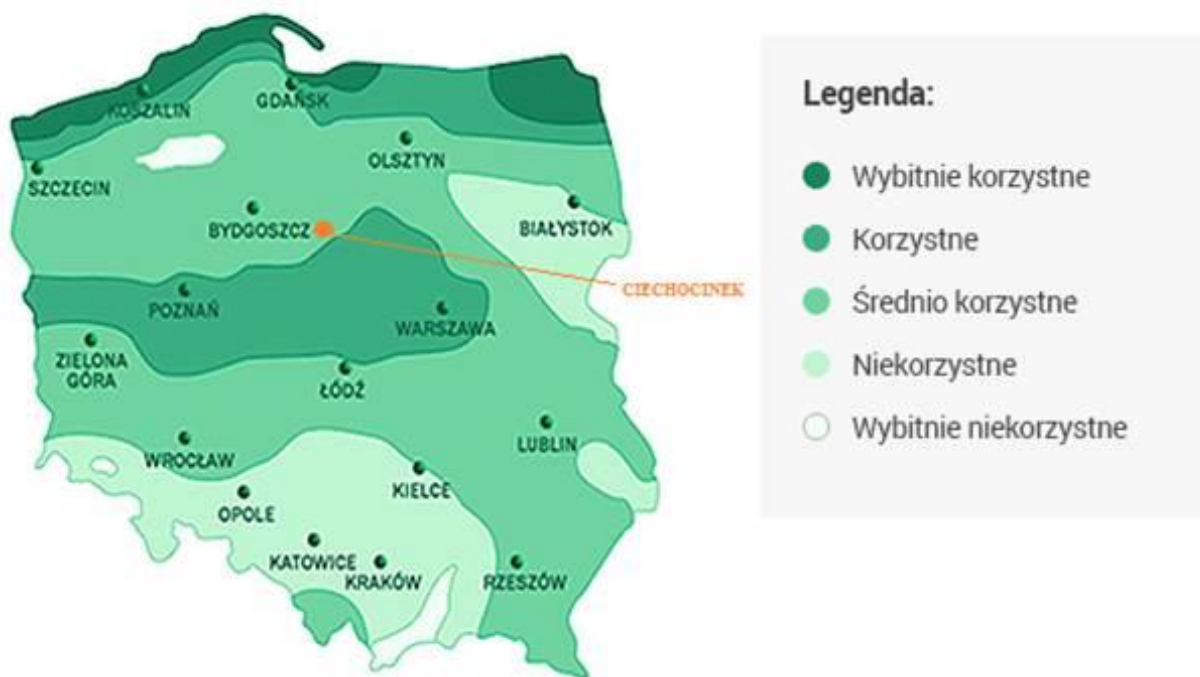 KOSZALIN
GDAŃSK
OLSZTYN
SZCZECIN
BYDGOSZCZ
BIAŁYSTOK
CIECHOCINEK
POZNAŃ
WARSZAWA
ZIELONA
GÓRA
ŁÓDŹ
WROCŁAW
LUBLIN
KIELCE
OPOLE
KATOWICE
KRAKÓW
RZESZÓW
Legenda:
Wybitnie korzystne
Korzystne
Średnio korzystne
Niekorzystne
Wybitnie niekorzystne